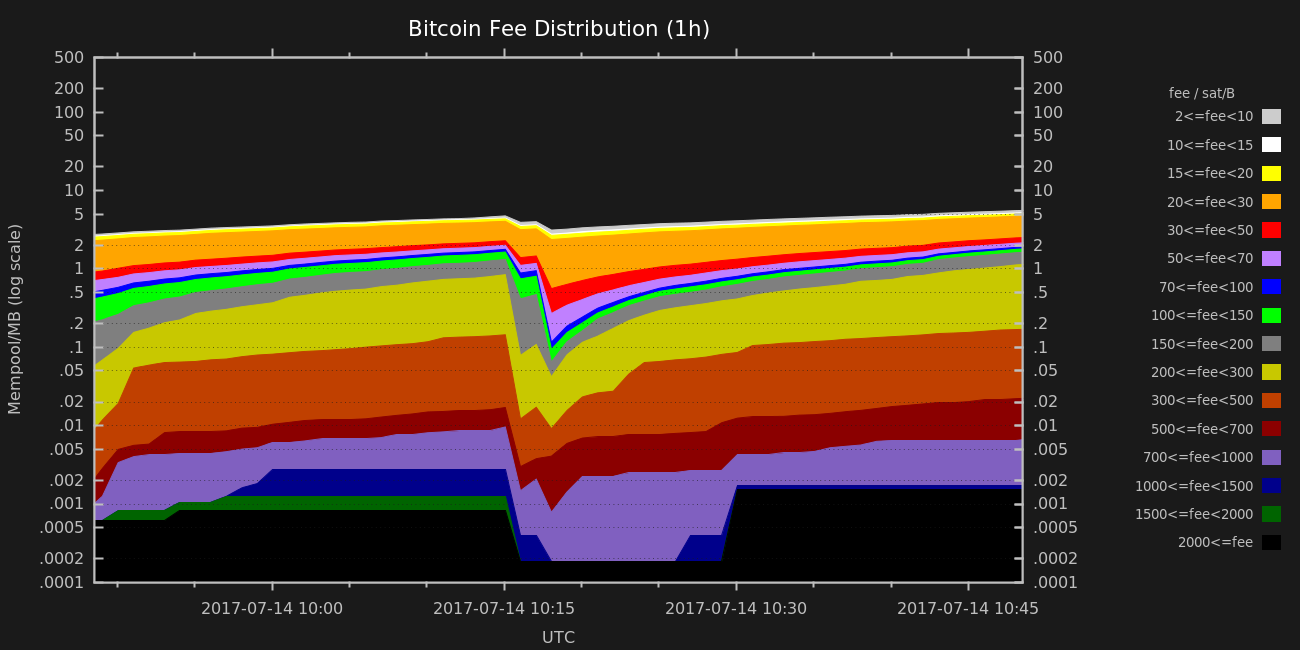 Bitcoin Fee Distribution (1h)
500 500
200 200
100 100
50 50
20 20
10 10
5 5
2 2
1 1
.5 .5
.2 .2
.1 .1
.05 .05
.02 .02
.01 .01
.005 .005
.002 .002
.001 .001
.0005 .0005
.0002 .0002
.0001 .0001
Mempool/MB (log scale)
2017-07-14 10:00 2017-07-14 10:15 2017-07-14 10:30 2017-07-14 10:45
UTC
fee / sat/B
2<=fee<10
10<=fee<15
15<=fee<20
20<=fee<30
30<=fee<50
50<=fee<70
70<=fee<100
100<=fee<150
150<=fee<200
200<=fee<300
300<=fee<500
500<=fee<700
700<=fee<1000
1000<=fee<1500
1500<=fee<2000
2000<=fee